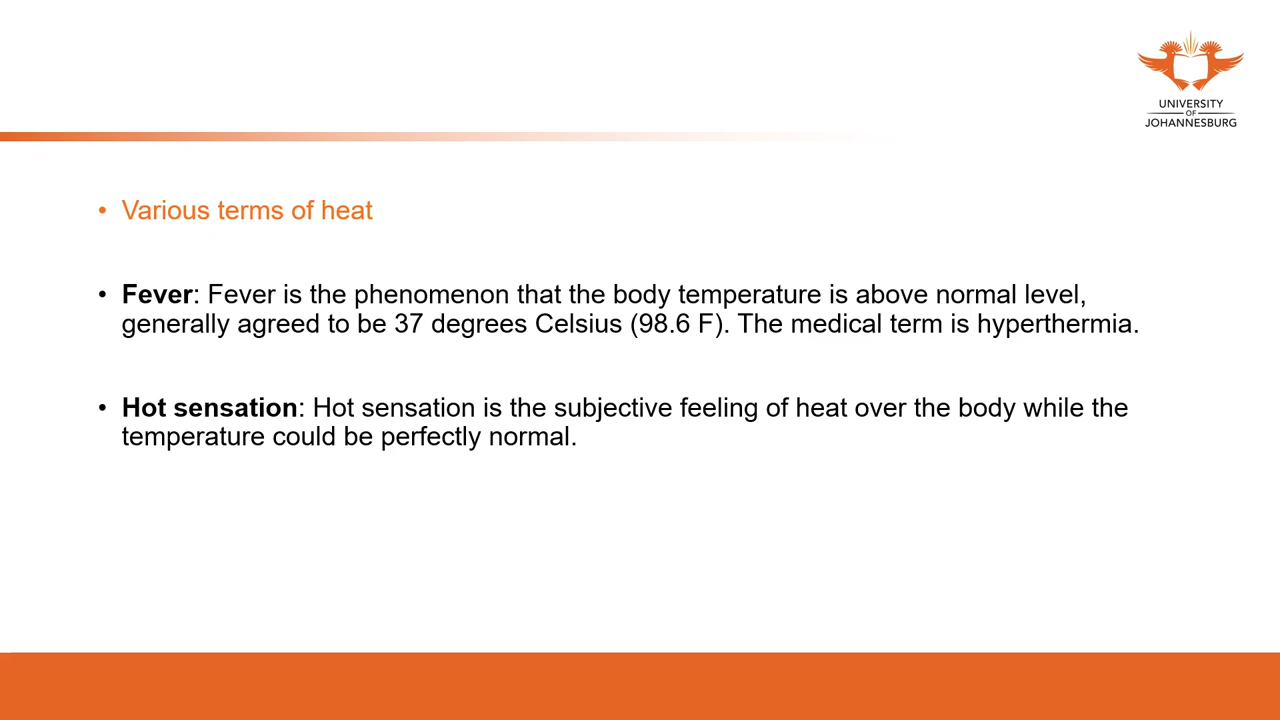 UNIVERSITY
OF
JOHANNESBURG
• Various terms of heat
• Fever: Fever is the phenomenon that the body temperature is above normal level,
generally agreed to be 37 degrees Celsius (98.6 F). The medical term is hyperthermia.
• Hot sensation: Hot sensation is the subjective feeling of heat over the body while the
temperature could be perfectly normal.